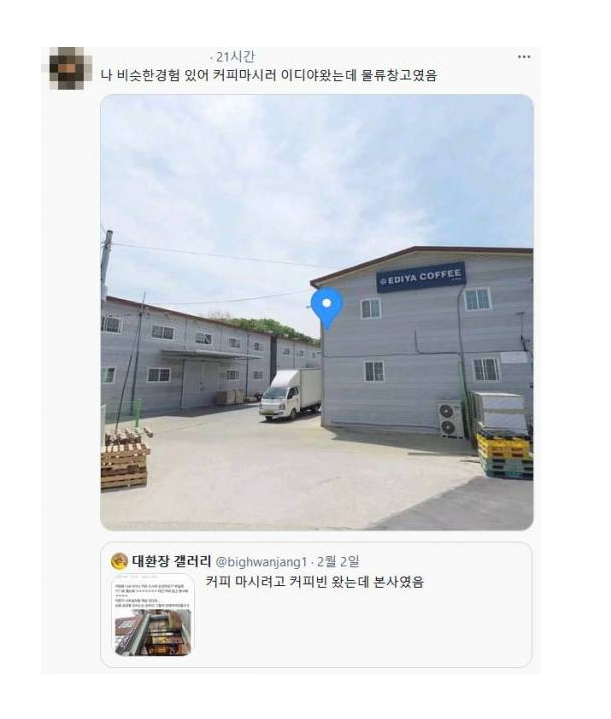 · 21시간
나 비슷한경험 있어 커피마시러 이디야왔는데 물류창고였음
EDIYA COFFEE
대환장 갤러리 @bighwanjang1 · 2월 2일
커피 마시려고 커피빈 왔는데 본사였음